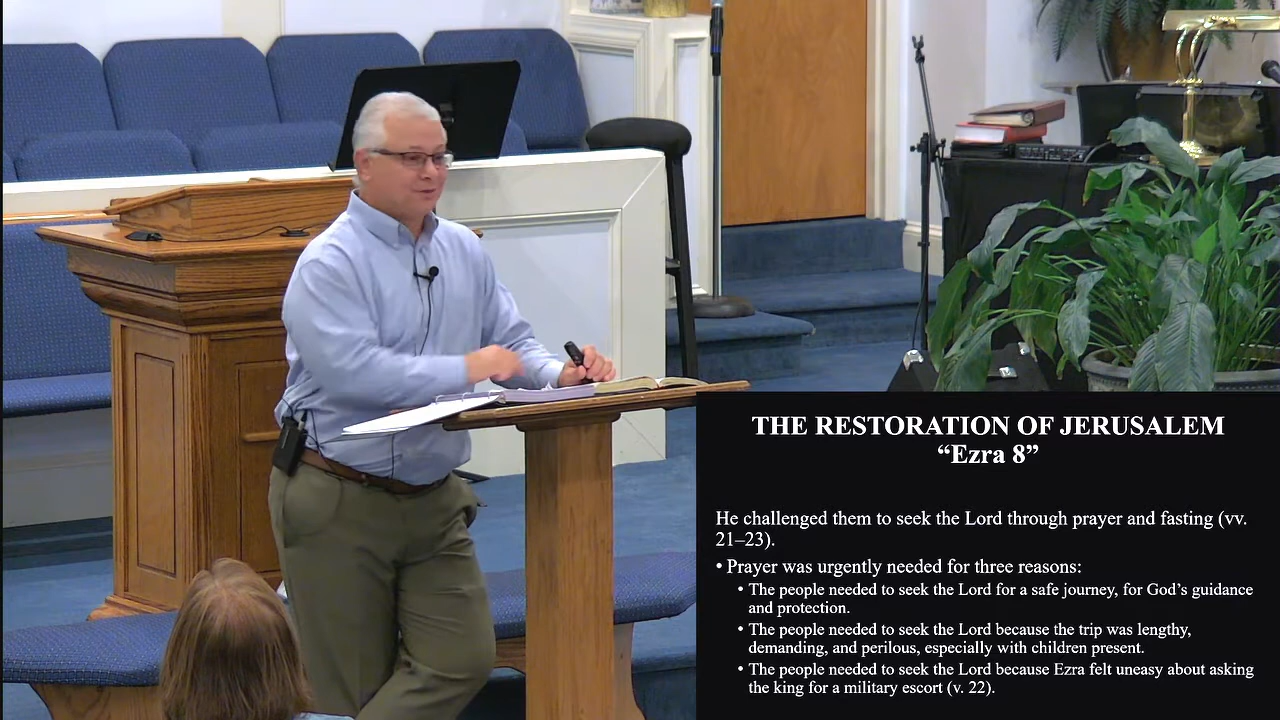 THE RESTORATION OF JERUSALEM
“Ezra 8”
He challenged them to seek the Lord through prayer and fasting (vv.
21–23).
• Prayer was urgently needed for three reasons:
• The people needed to seek the Lord for a safe journey, for God’s guidance
and protection.
• The people needed to seek the Lord because the trip was lengthy,
demanding, and perilous, especially with children present.
• The people needed to seek the Lord because Ezra felt uneasy about asking
the king for a military escort (v. 22).